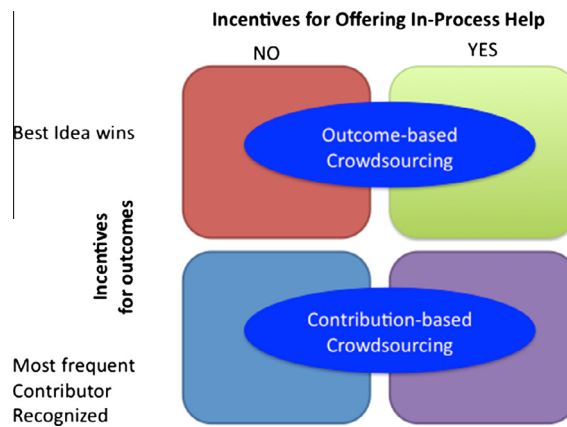 Incentives for Offering In-Process Help
NO
YES
Best Idea wins
Outcome-based
Crowdsourcing
Incentives
for outcomes
Contribution-based
Crowdsourcing
Most frequent
Contributor
Recognized